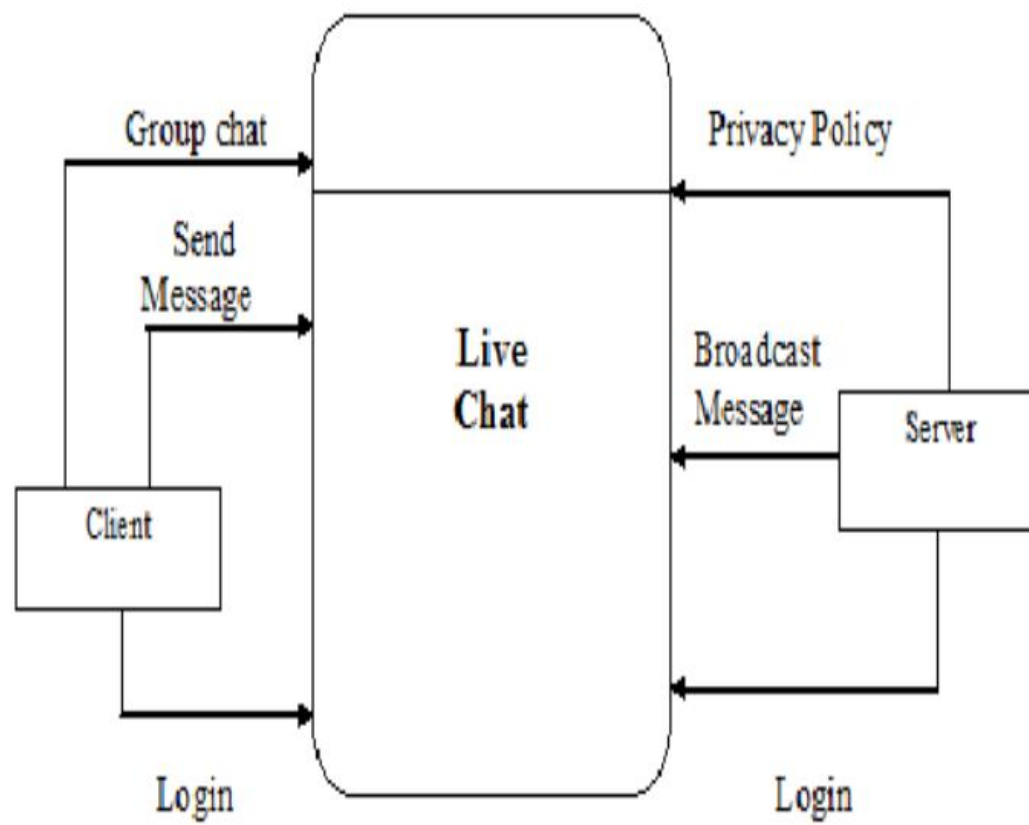 Group chat
Privacy Policy
Send
Message
Live
Chat
Broadcast
Message
Server
Client
Login
Login